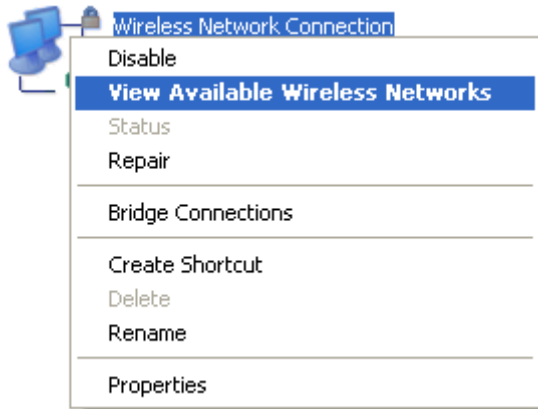 Wireless Network Connection
Disable
View Available Wireless Networks
Status
Repair
Bridge Connections
Create Shortcut
Delete
Rename
Properties